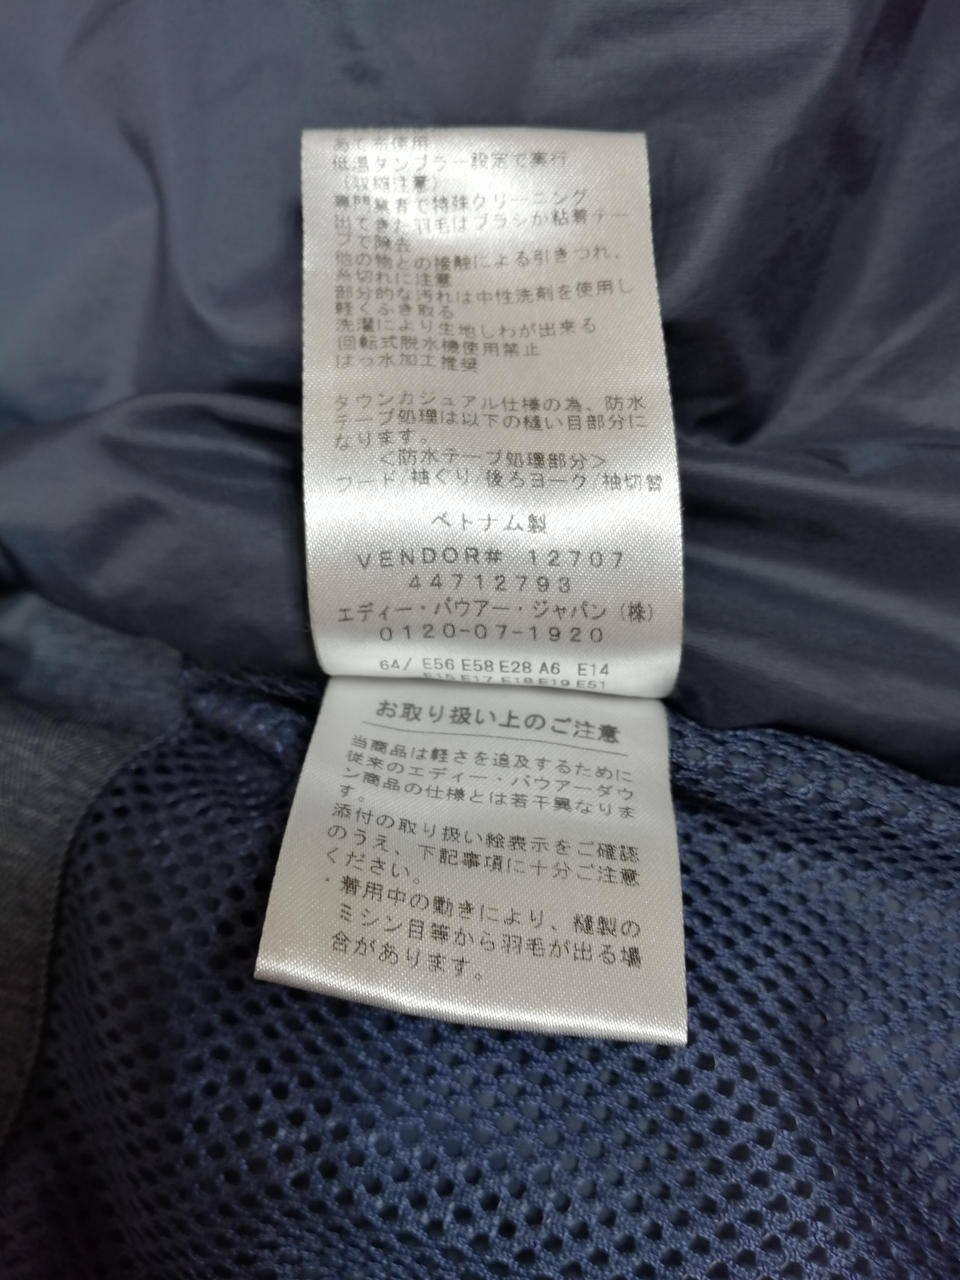 あて布使用
低温タンブラー設定で実行
(収縮注意)
専門業者で特殊クリーニング
出てきた羽毛はブラシか粘着テー
プで除去
他の物との接触による引きつれ、
糸切れに注意
部分的な汚れは中性洗剤を使用し
軽くふき取る
洗濯により生地しわが出来る
回転式脱水機使用禁止
はっ水加工推奨
ダウンカジュアル仕様の為、防水
テープ処理は以下の縫い目部分に
なります。
<防水テープ処理部分>
フード/袖ぐり/後ろヨーク/袖切替
ベトナム製
VENDOR# 12707
44712793
エディー・バウアー・ジャパン(株)
0120-07-1920
64/ E56 E58 E28 A6 E14
E15 E17 E18 E19 E51
お取り扱い上のご注意
当商品は軽さを追及するために
従来のエディー・バウアーダウ
ン商品の仕様とは若干異なりま
す。
添付の取り扱い絵表示をご確認
のうえ、下記事項に十分ご注意
ください。
・着用中の動きにより、縫製の
ミシン目等から羽毛が出る場
合があります。